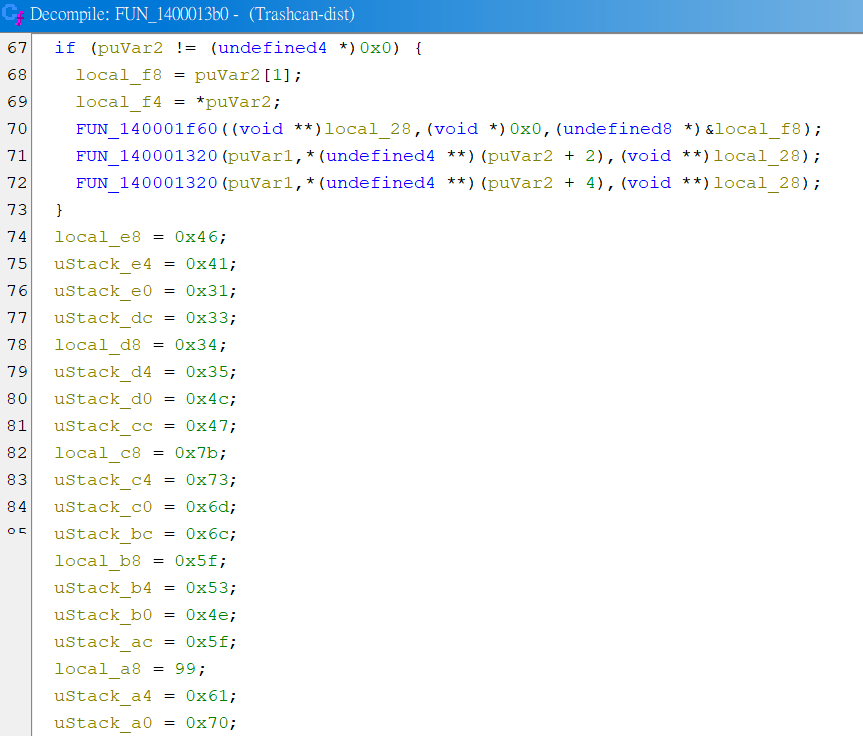 Decompile: FUN_1400013b0 - (Trashcan-dist)
67 if (puVar2 != (undefined4 *)0x0) {
68 local_f8 = puVar2[1];
69 local_f4 = *puVar2;
70 FUN_140001f60((void **)local_28,(void *)0x0,(undefined8 *)&local_f8);
71 FUN_140001320(puVar1,*(undefined4 **)(puVar2 + 2),(void **)local_28);
72 FUN_140001320(puVar1,*(undefined4 **)(puVar2 + 4),(void **)local_28);
73 }
74 local_e8 = 0x46;
75 uStack_e4 = 0x41;
76 uStack_e0 = 0x31;
77 uStack_dc = 0x33;
78 local_d8 = 0x34;
79 uStack_d4 = 0x35;
80 uStack_d0 = 0x4c;
81 uStack_cc = 0x47;
82 local_c8 = 0x7b;
83 uStack_c4 = 0x73;
84 uStack_c0 = 0x6d;
85 uStack_bc = 0x6c;
local_b8 = 0x5f;
uStack_b4 = 0x53;
uStack_b0 = 0x4e;
uStack_ac = 0x5f;
local_a8 = 99;
uStack_a4 = 0x61;
uStack_a0 = 0x70;